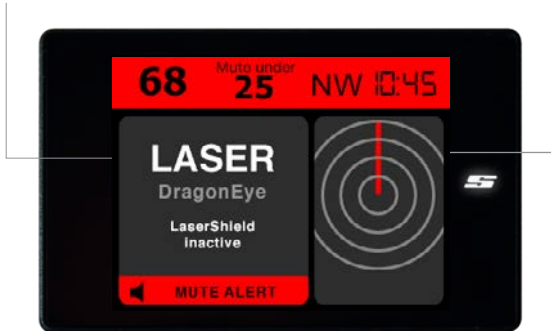 68 Mute under 25 NW 10:45
LASER
DragonEye
LaserShield
inactive
MUTE ALERT